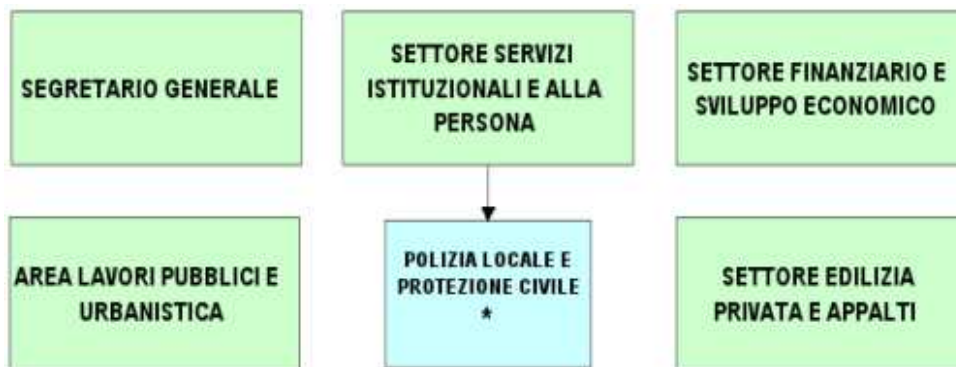 SEGRETARIO GENERALE
SETTORE SERVIZI
ISTITUZIONALI E ALLA
PERSONA
SETTORE FINANZIARIO E
SVILUPPO ECONOMICO
AREA LAVORI PUBBLICI E
URBANISTICA
POLIZIA LOCALE E
PROTEZIONE CIVILE
*
SETTORE EDILIZIA
PRIVATA E APPALTI